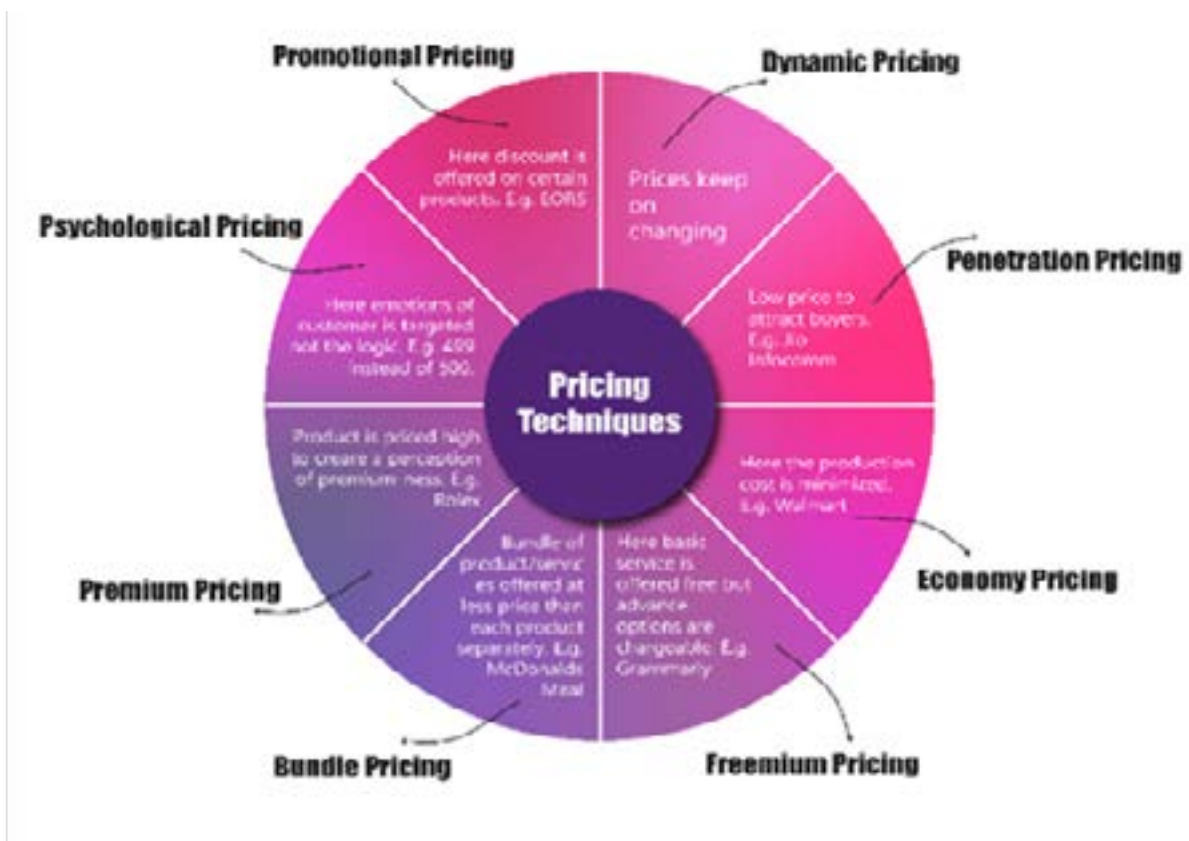 Promotional Pricing
Here discount is
offered on certain
products. E.g. EORS
Dynamic Pricing
Prices keep
on
changing
Penetration Pricing
Low price to
attract buyers.
E.g. Jio
Infocomm
Economy Pricing
Here the production
cost is minimized.
E.g. Walmart
Freemium Pricing
Here basic
service is
offered free but
advance
options are
chargeable. E.g.
Grammarly
Bundle Pricing
Bundle of
product/servic
es offered at
less price than
each product
separately. E.g.
McDonalds
Meal
Premium Pricing
Product is priced high
to create a perception
of premium ness. E.g.
Rolex
Psychological Pricing
Here emotions of
customer is targeted
not the logic. E.g. 499
instead of 500.
Pricing
Techniques